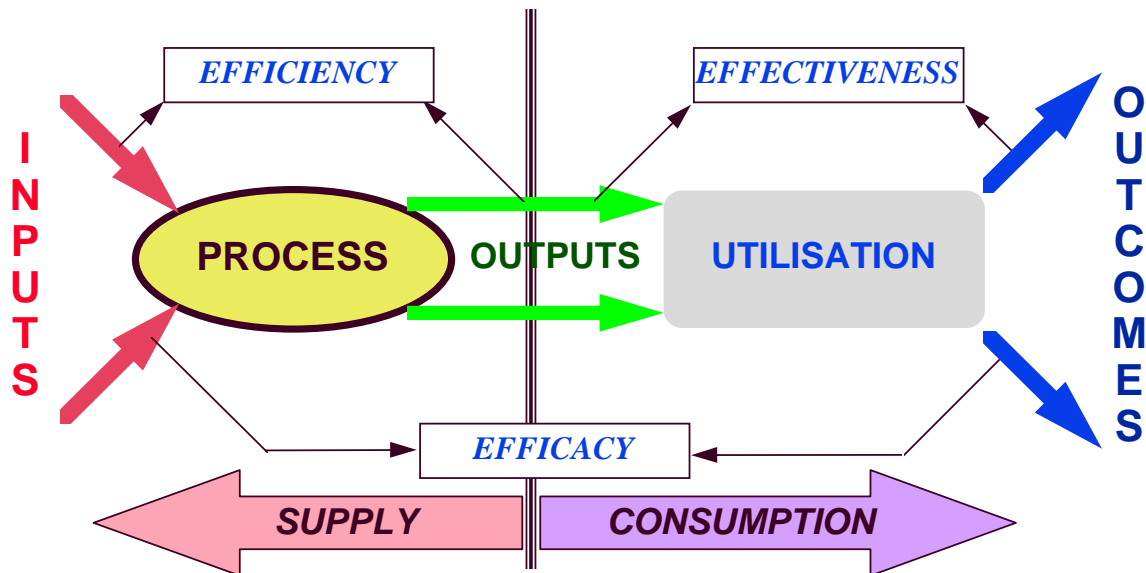 EFFICIENCY
EFFECTIVENESS
INPUTS
PROCESS
OUTPUTS
UTILISATION
OUTCOMES
EFFICACY
SUPPLY
CONSUMPTION